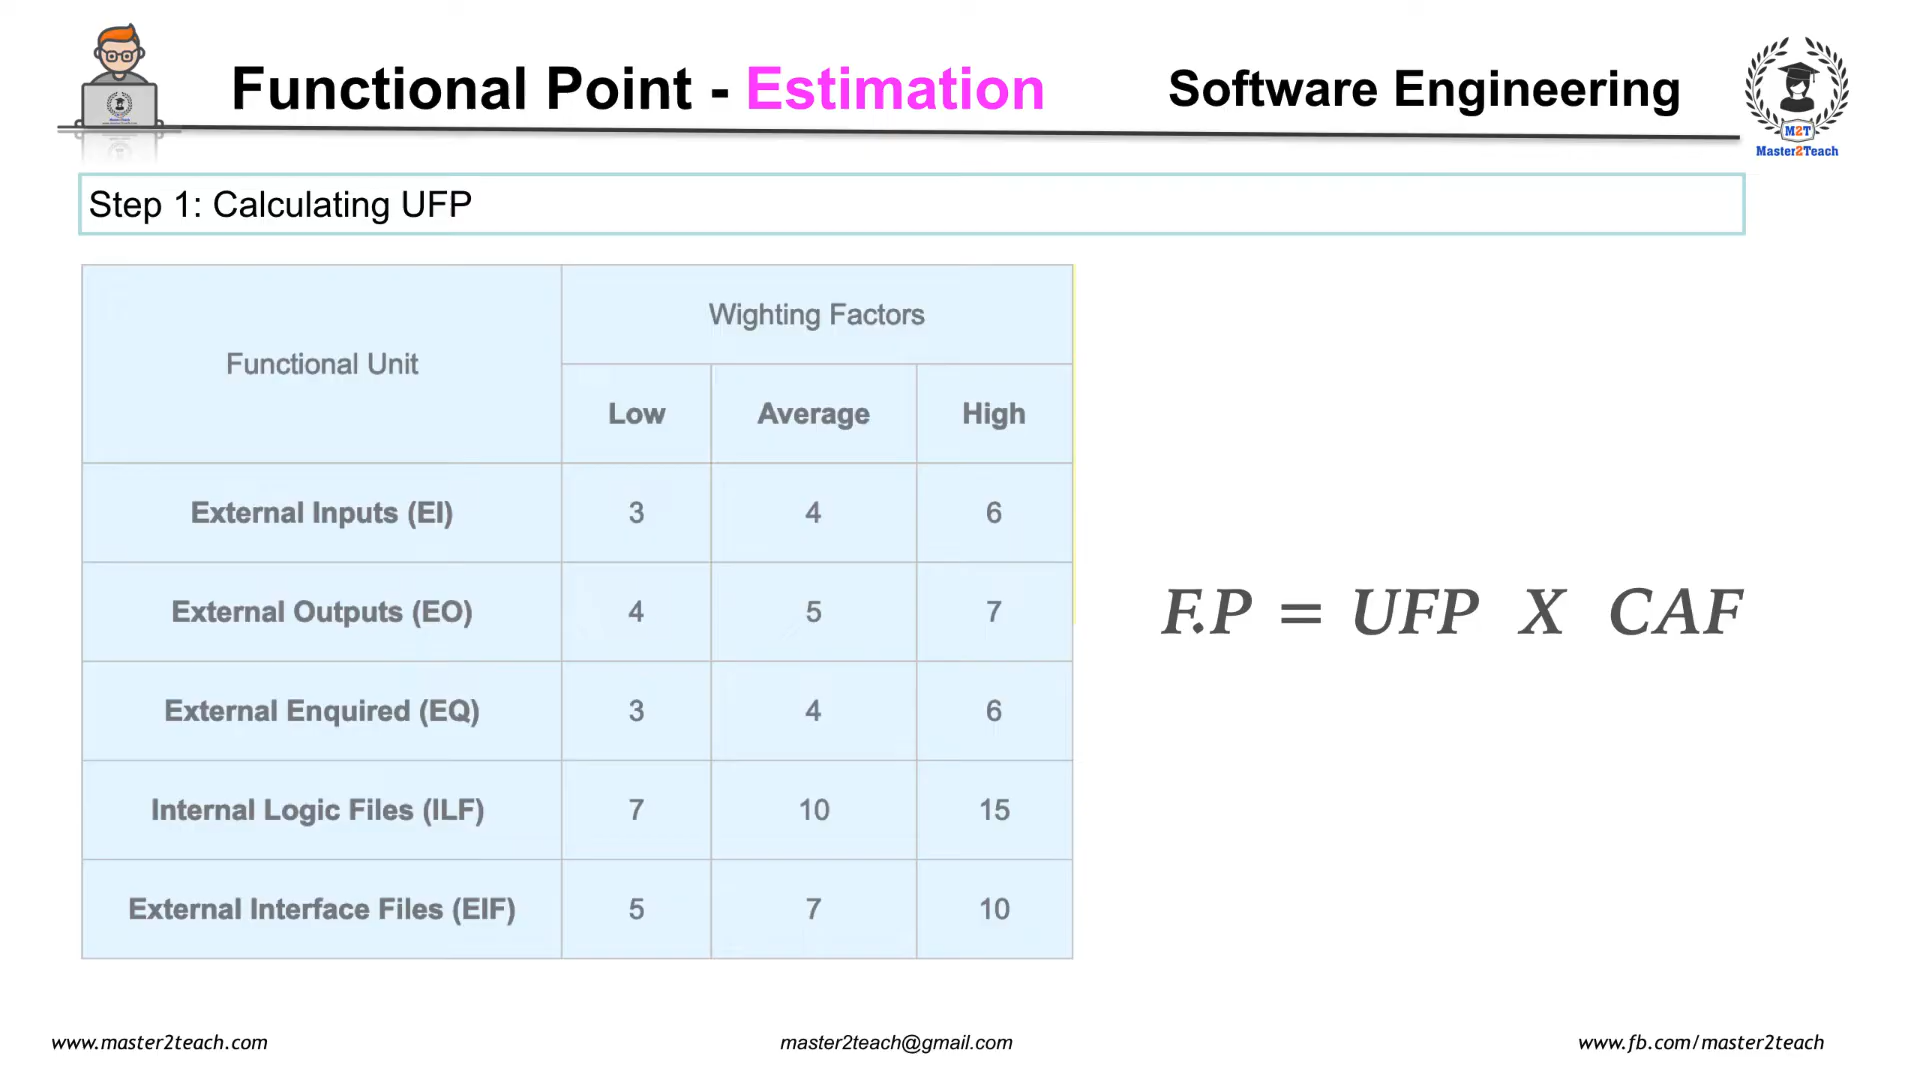 Functional Point - Estimation
Software Engineering
M2T
Master2Teach
Step 1: Calculating UFP
Functional Unit
Wighting Factors
Low Average High
External Inputs (EI) 3 4 6
External Outputs (EO) 4 5 7
External Enquired (EQ) 3 4 6
Internal Logic Files (ILF) 7 10 15
External Interface Files (EIF) 5 7 10
F.P = UFP X CAF
www.master2teach.com
master2teach@gmail.com
www.fb.com/master2teach